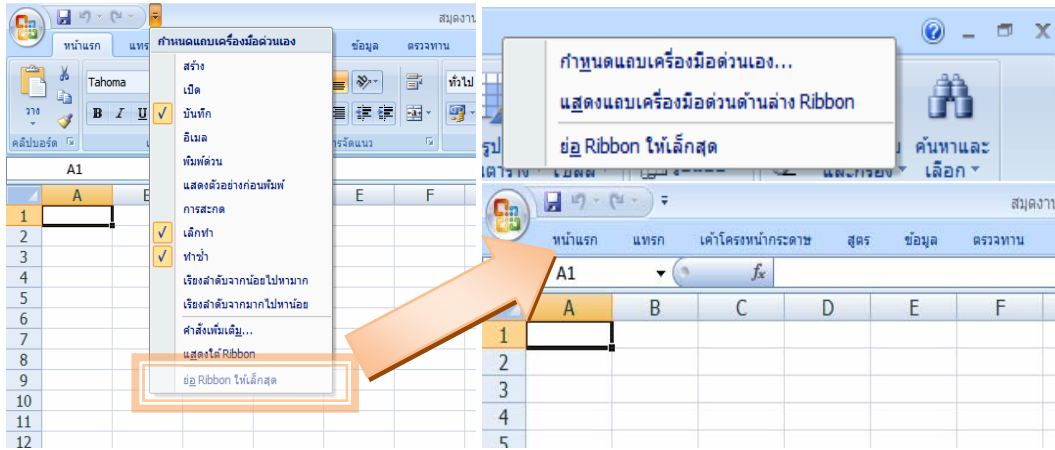 สมุดงาน
หน้าแรก
แทร
ข้อมูล
ตรวจทาน
กำหนดแถบเครื่องมือด่วนเอง
สร้าง
เปิด
บันทึก
อีเมล
พิมพ์ด่วน
แสดงตัวอย่างก่อนพิมพ์
การสะกด
เลิกทำ
ทำซ้ำ
เรียงลำดับจากน้อยไปหามาก
เรียงลำดับจากมากไปหาน้อย
คำสั่งเพิ่มเติม...
แสดงใต้ Ribbon
ย่อ Ribbon ให้เล็กสุด
วาง
Tahoma
B I U
ทั่วไป
คลิปบอร์ด
ารจัดแนว
A1
A E F
1
2
3
4
5
6
7
8
9
10
11
12
กำหนดแถบเครื่องมือด่วนเอง...
แสดงแถบเครื่องมือด่วนด้านล่าง Ribbon
ย่อ Ribbon ให้เล็กสุด
ค้นหาและ
เลือก
สมุดงาน
หน้าแรก แทรก เค้าโครงหน้ากระดาษ สูตร ข้อมูล ตรวจทาน
A1 fx
A B C D E F
1
2
3
4
5